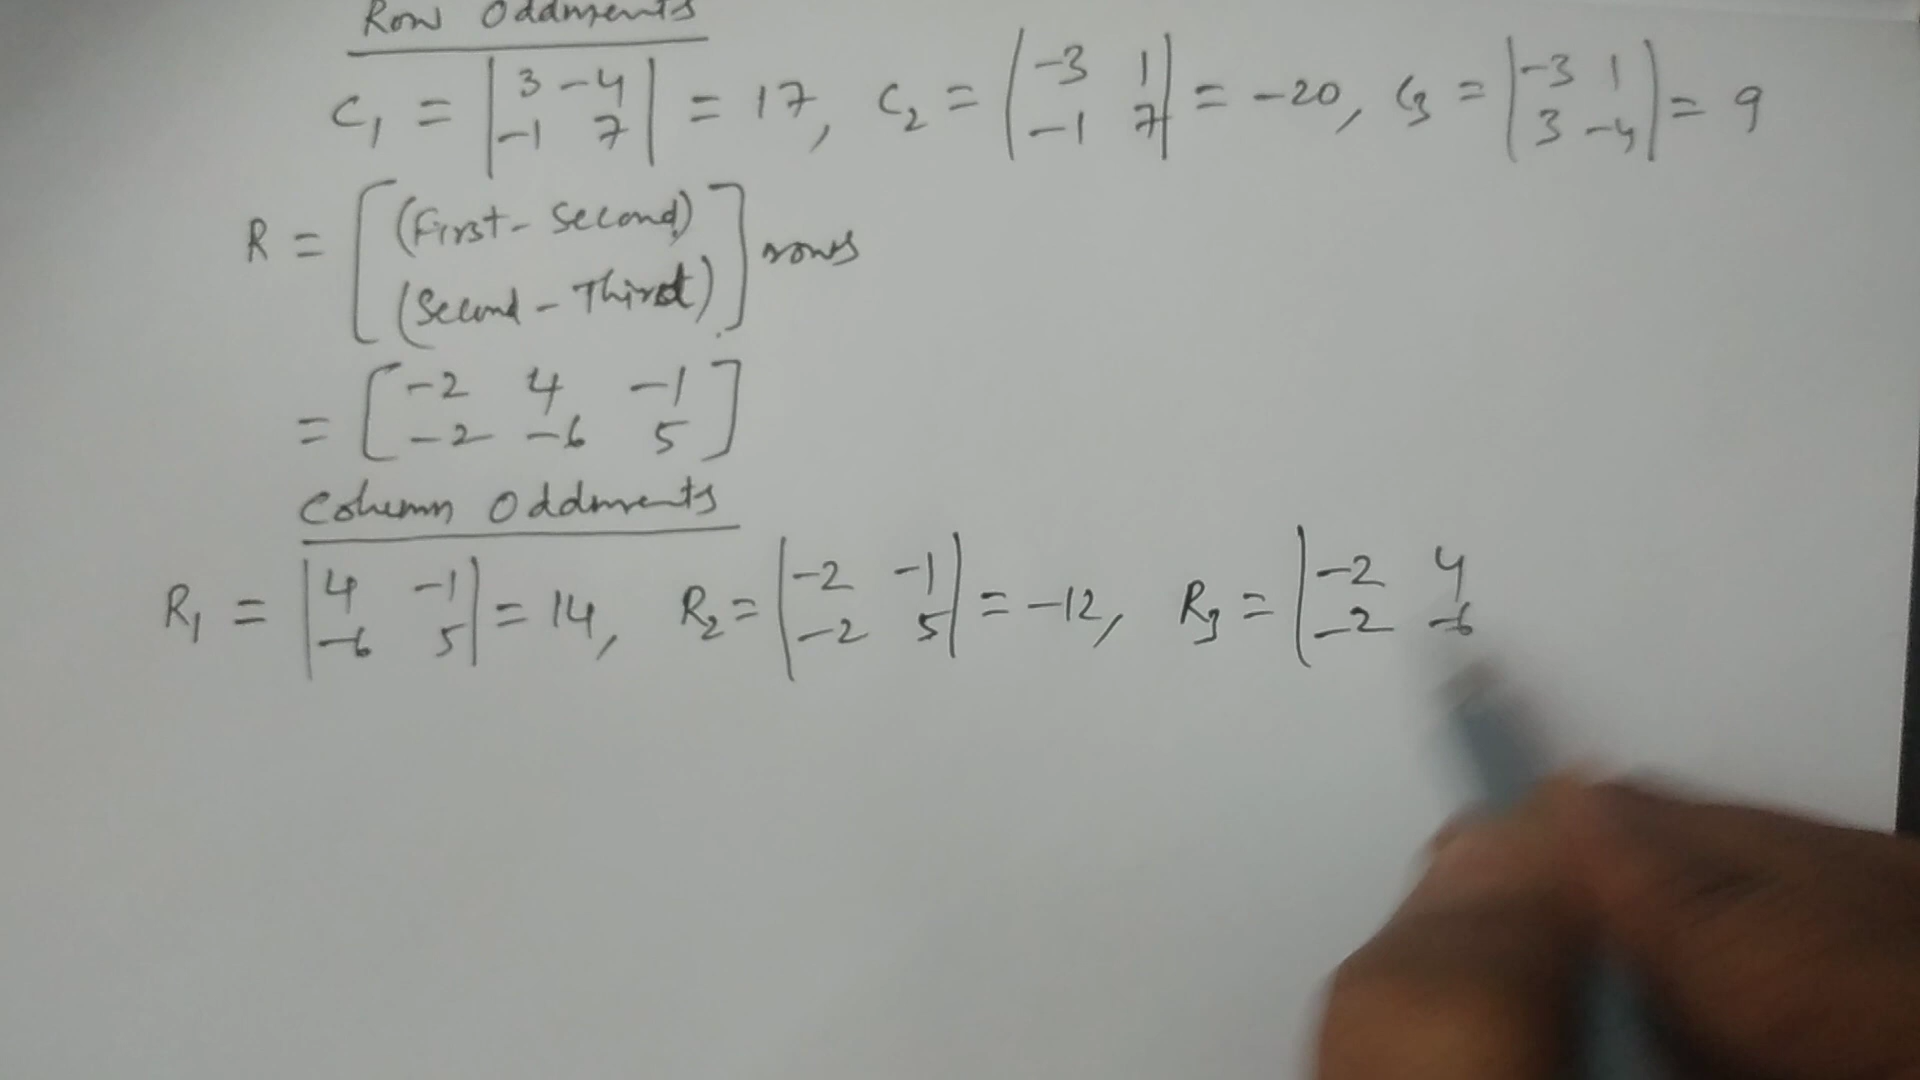 Row Oddments
C₁ = |3 -4| = 17, C₂ = |-3 1| = -20, C₃ = |-3 1| = 9
|-1 7| |-1 7| |3 -4|
R = [(First - Second)
(Second - Third)] rows
= [-2 4 -1
-2 -6 5]
Column Oddments
R₁ = |4 -1| = 14, R₂ = |-2 -1| = -12, R₃ = |-2 4
|-6 5| |-2 5| |-2 -6